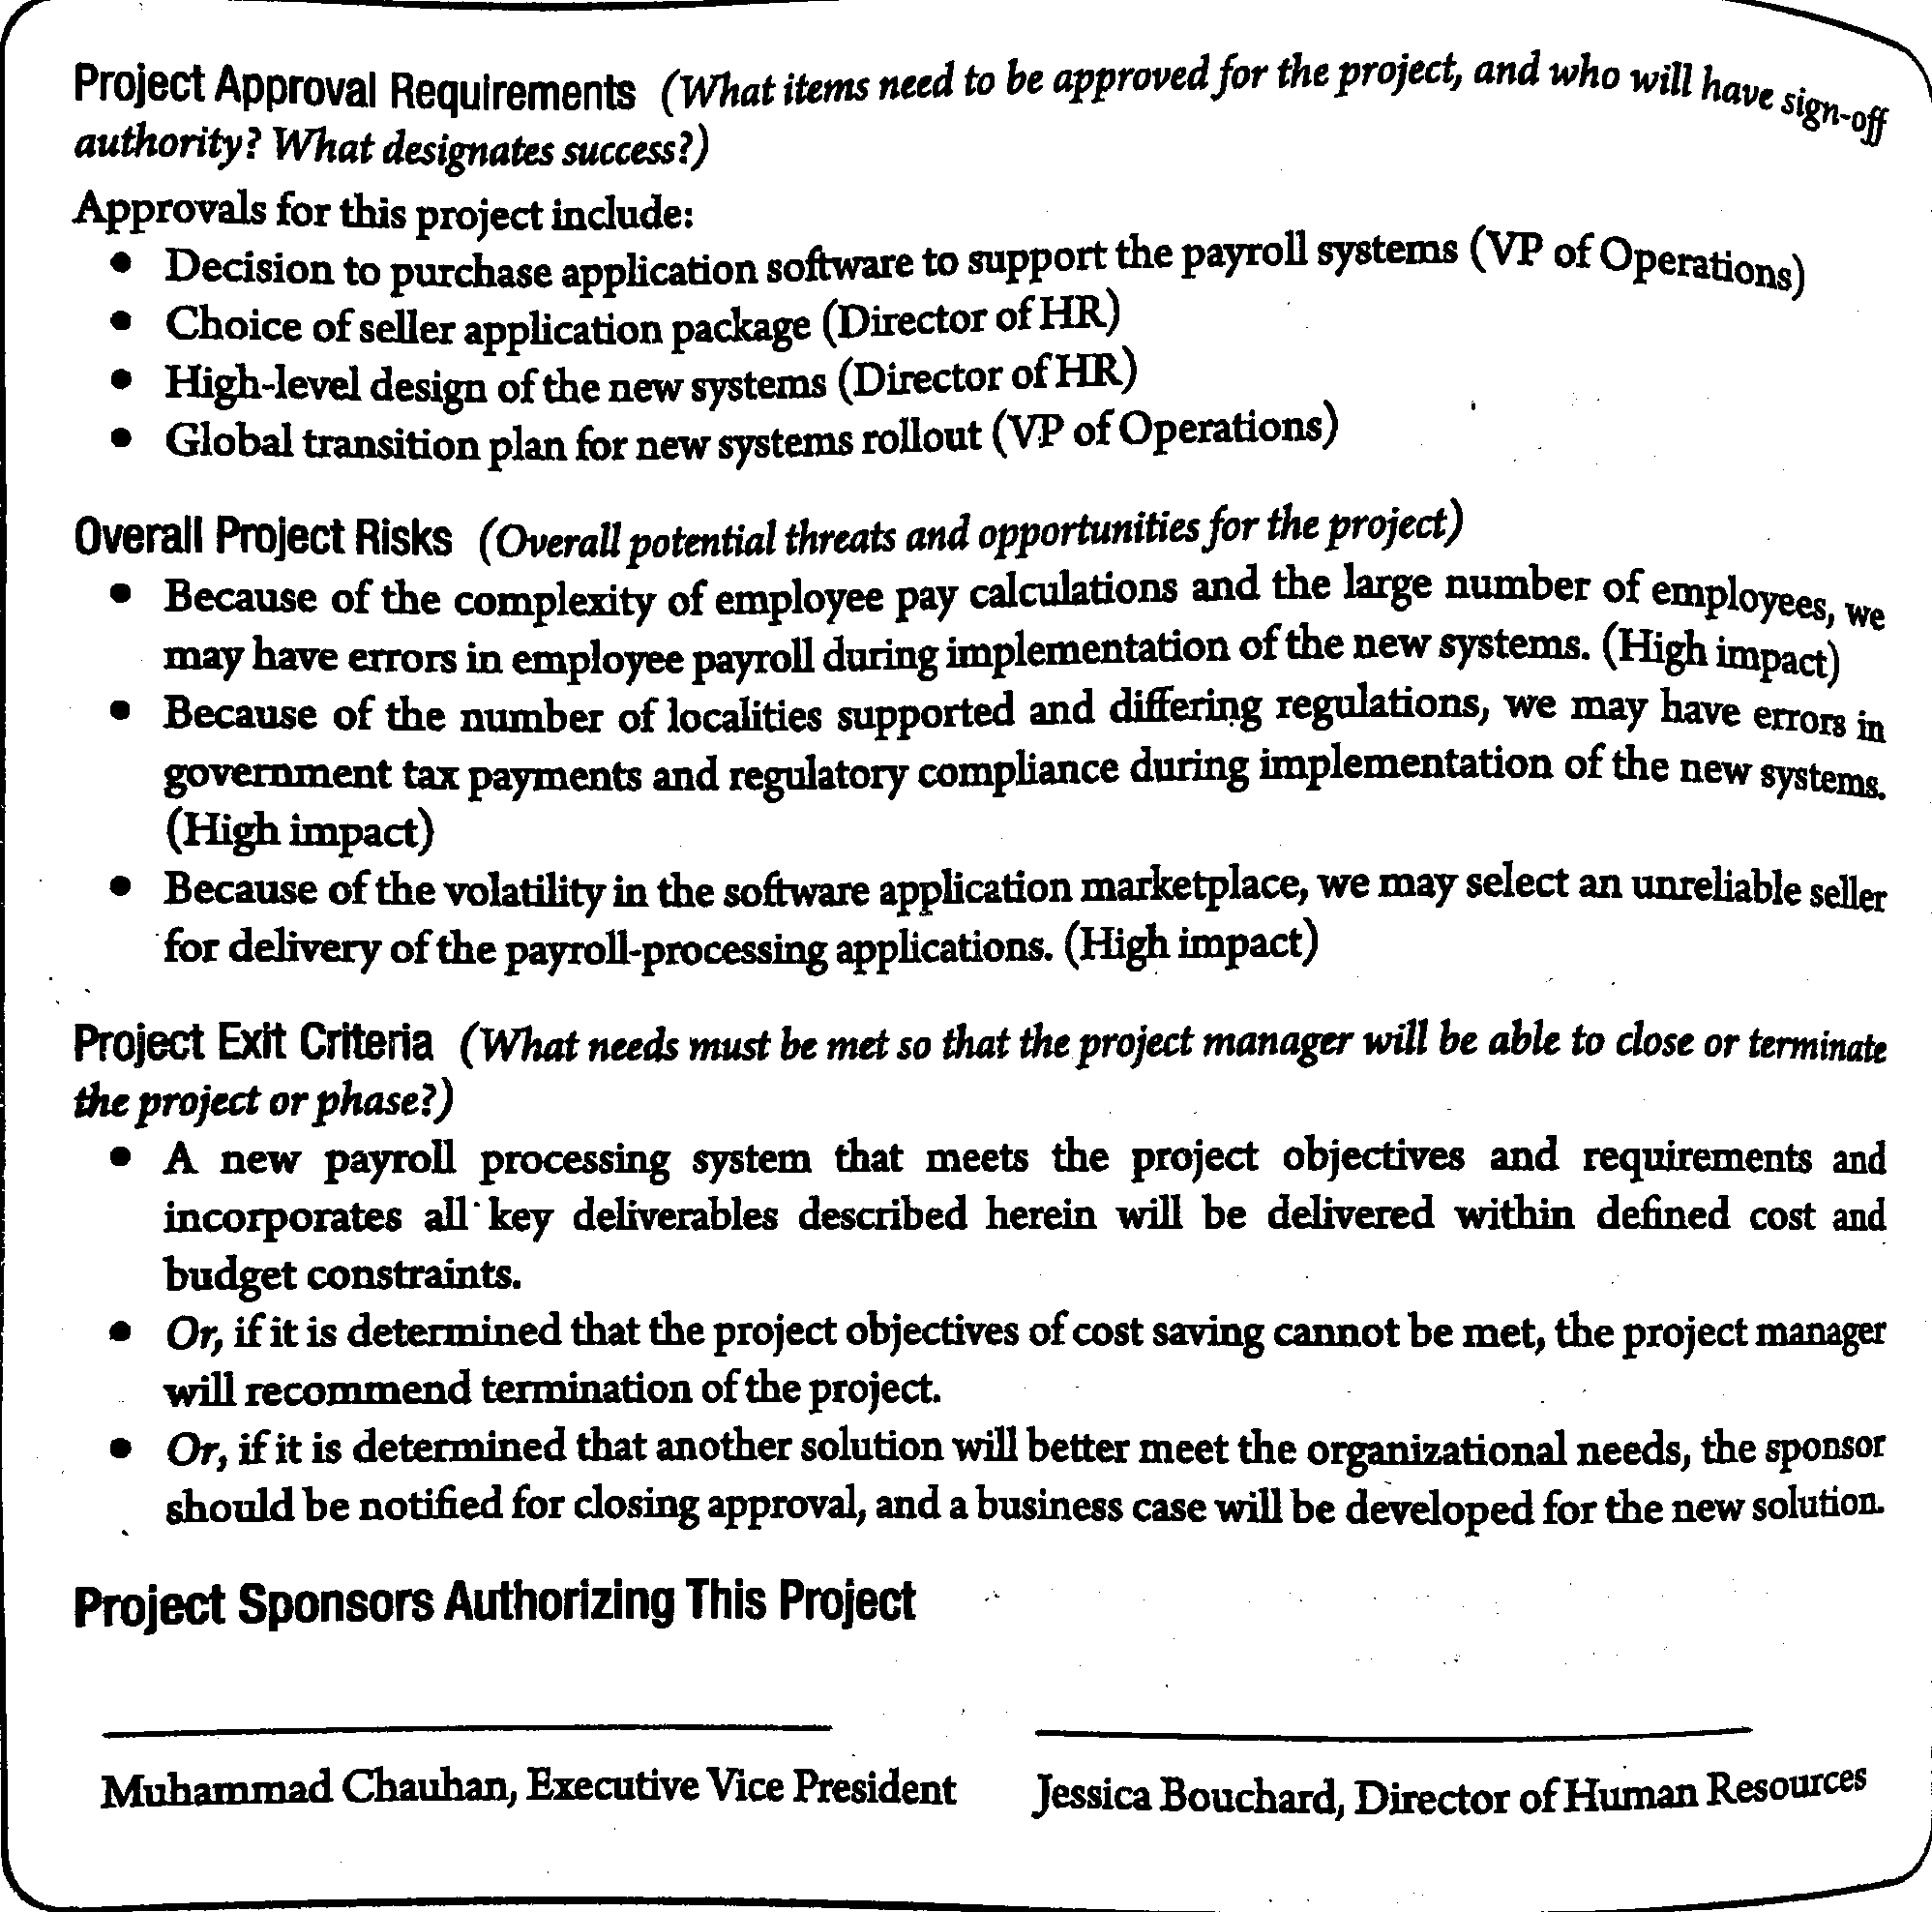 Project Approval Requirements (What items need to be approved for the project, and who will have sign-off
authority? What designates success?)
Approvals for this project include:
• Decision to purchase application software to support the payroll systems (VP of Operations)
• Choice of seller application package (Director of HR)
• High-level design of the new systems (Director of HR)
• Global transition plan for new systems rollout (VP of Operations)
Overall Project Risks (Overall potential threats and opportunities for the project)
• Because of the complexity of employee pay calculations and the large number of employees, we
may have errors in employee payroll during implementation of the new systems. (High impact)
• Because of the number of localities supported and differing regulations, we may have errors in
government tax payments and regulatory compliance during implementation of the new systems.
(High impact)
• Because of the volatility in the software application marketplace, we may select an unreliable seller
for delivery of the payroll-processing applications. (High impact)
Project Exit Criteria (What needs must be met so that the project manager will be able to close or terminate
the project or phase?)
• A new payroll processing system that meets the project objectives and requirements and
incorporates all key deliverables described herein will be delivered within defined cost and
budget constraints.
• Or, if it is determined that the project objectives of cost saving cannot be met, the project manager
will recommend termination of the project.
• Or, if it is determined that another solution will better meet the organizational needs, the sponsor
should be notified for closing approval, and a business case will be developed for the new solution.
Project Sponsors Authorizing This Project
Muhammad Chauhan, Executive Vice President
Jessica Bouchard, Director of Human Resources